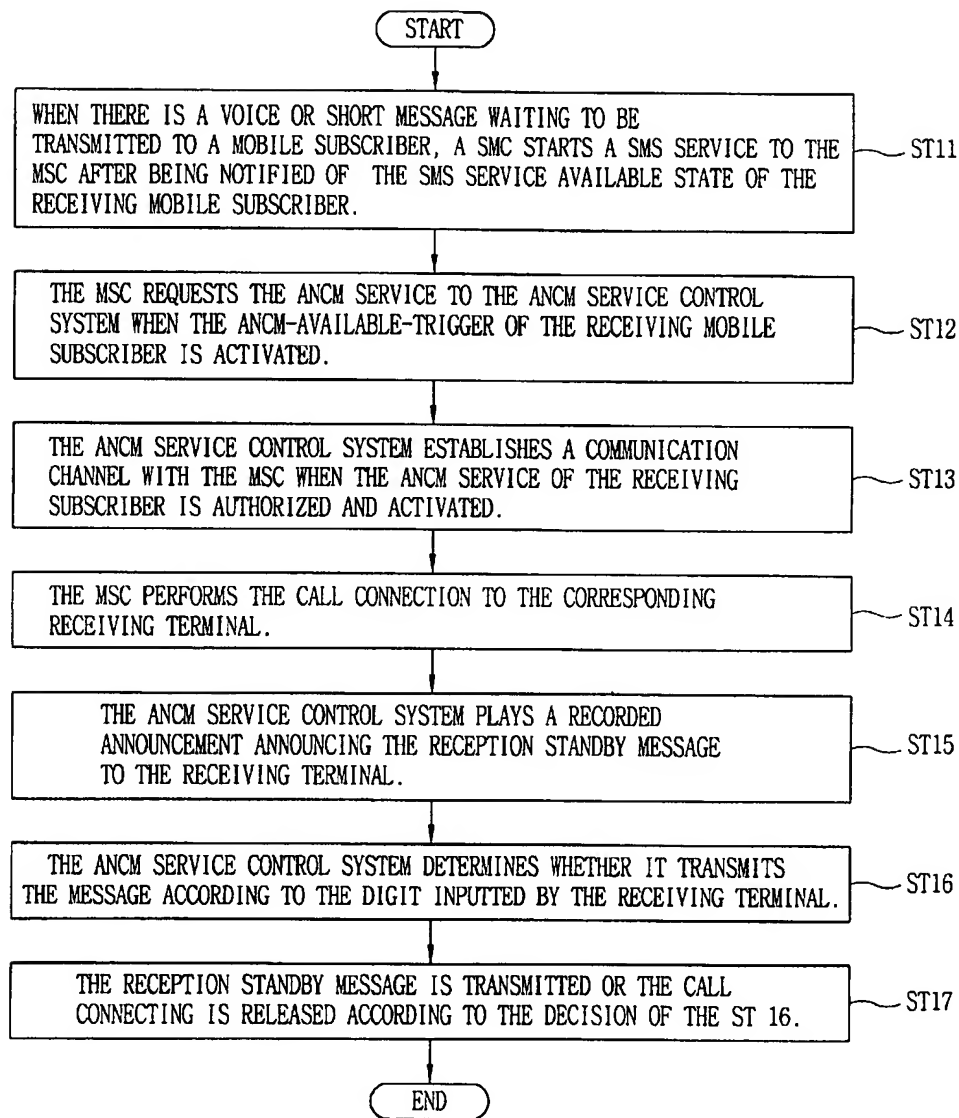 START
WHEN THERE IS A VOICE OR SHORT MESSAGE WAITING TO BE
TRANSMITTED TO A MOBILE SUBSCRIBER, A SMC STARTS A SMS SERVICE TO THE
MSC AFTER BEING NOTIFIED OF THE SMS SERVICE AVAILABLE STATE OF THE
RECEIVING MOBILE SUBSCRIBER.
ST11
THE MSC REQUESTS THE ANCM SERVICE TO THE ANCM SERVICE CONTROL
SYSTEM WHEN THE ANCM-AVAILABLE-TRIGGER OF THE RECEIVING MOBILE
SUBSCRIBER IS ACTIVATED.
ST12
THE ANCM SERVICE CONTROL SYSTEM ESTABLISHES A COMMUNICATION
CHANNEL WITH THE MSC WHEN THE ANCM SERVICE OF THE RECEIVING
SUBSCRIBER IS AUTHORIZED AND ACTIVATED.
ST13
THE MSC PERFORMS THE CALL CONNECTION TO THE CORRESPONDING
RECEIVING TERMINAL.
ST14
THE ANCM SERVICE CONTROL SYSTEM PLAYS A RECORDED
ANNOUNCEMENT ANNOUNCING THE RECEPTION STANDBY MESSAGE
TO THE RECEIVING TERMINAL.
ST15
THE ANCM SERVICE CONTROL SYSTEM DETERMINES WHETHER IT TRANSMITS
THE MESSAGE ACCORDING TO THE DIGIT INPUTTED BY THE RECEIVING TERMINAL.
ST16
THE RECEPTION STANDBY MESSAGE IS TRANSMITTED OR THE CALL
CONNECTING IS RELEASED ACCORDING TO THE DECISION OF THE ST 16.
ST17
END